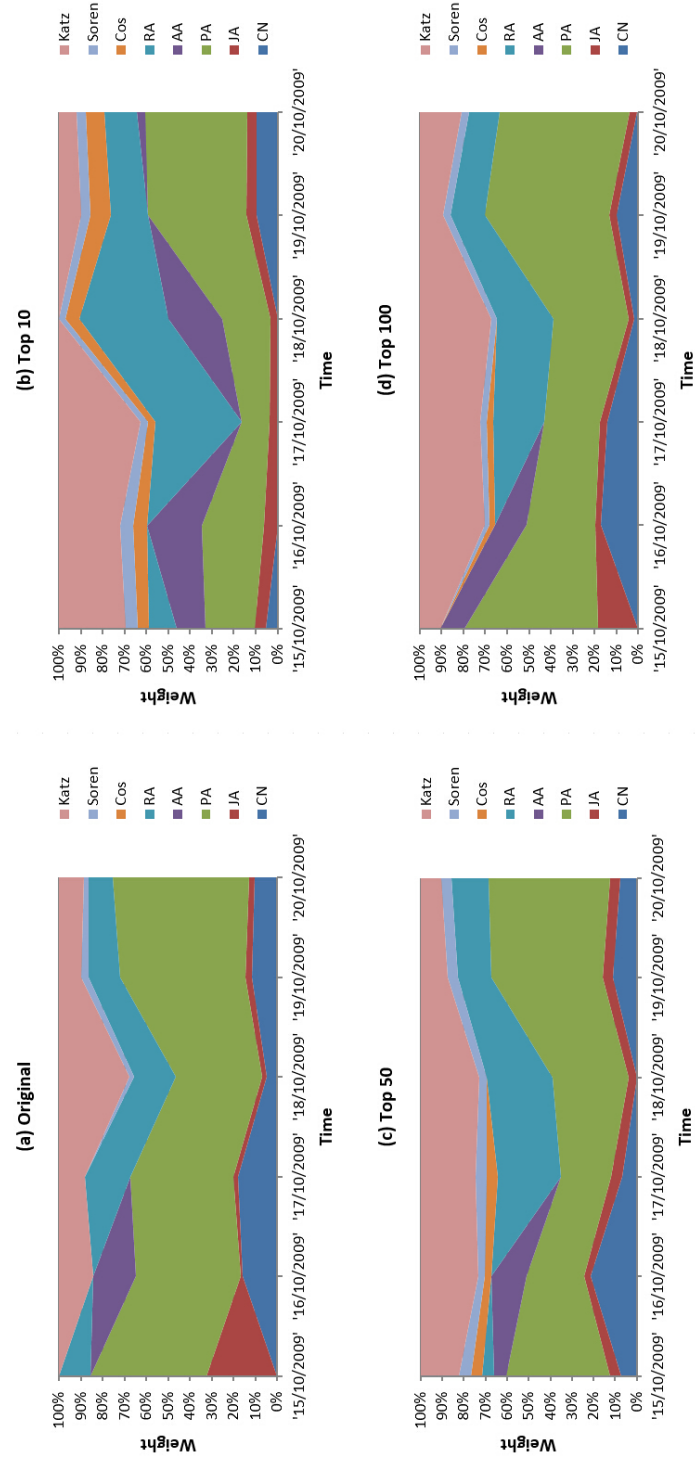 (a) Original
100%
90%
80%
70%
60%
50%
40%
30%
20%
10%
0%
Weight
'15/10/2009' '16/10/2009' '17/10/2009' '18/10/2009' '19/10/2009' '20/10/2009'
Time
Katz
Soren
Cos
RA
AA
PA
JA
CN
(b) Top 10
100%
90%
80%
70%
60%
50%
40%
30%
20%
10%
0%
Weight
'15/10/2009' '16/10/2009' '17/10/2009' '18/10/2009' '19/10/2009' '20/10/2009'
Time
Katz
Soren
Cos
RA
AA
PA
JA
CN
(c) Top 50
100%
90%
80%
70%
60%
50%
40%
30%
20%
10%
0%
Weight
'15/10/2009' '16/10/2009' '17/10/2009' '18/10/2009' '19/10/2009' '20/10/2009'
Time
Katz
Soren
Cos
RA
AA
PA
JA
CN
(d) Top 100
100%
90%
80%
70%
60%
50%
40%
30%
20%
10%
0%
Weight
'15/10/2009' '16/10/2009' '17/10/2009' '18/10/2009' '19/10/2009' '20/10/2009'
Time
Katz
Soren
Cos
RA
AA
PA
JA
CN